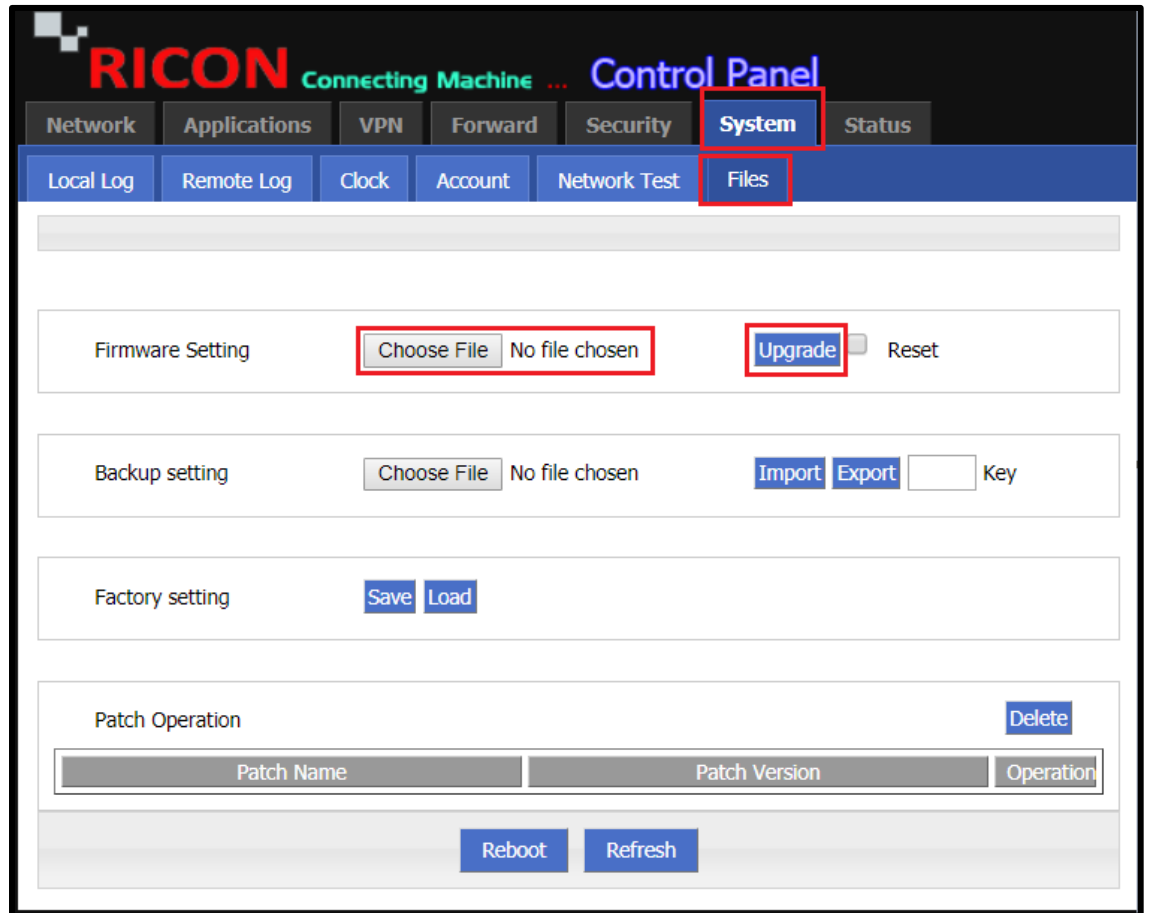 RICON Connecting Machine ... Control Panel
Network Applications VPN Forward Security System Status
Local Log Remote Log Clock Account Network Test Files
Firmware Setting Choose File No file chosen Upgrade Reset
Backup setting Choose File No file chosen Import Export Key
Factory setting Save Load
Patch Operation Delete
Patch Name Patch Version Operation
Reboot Refresh